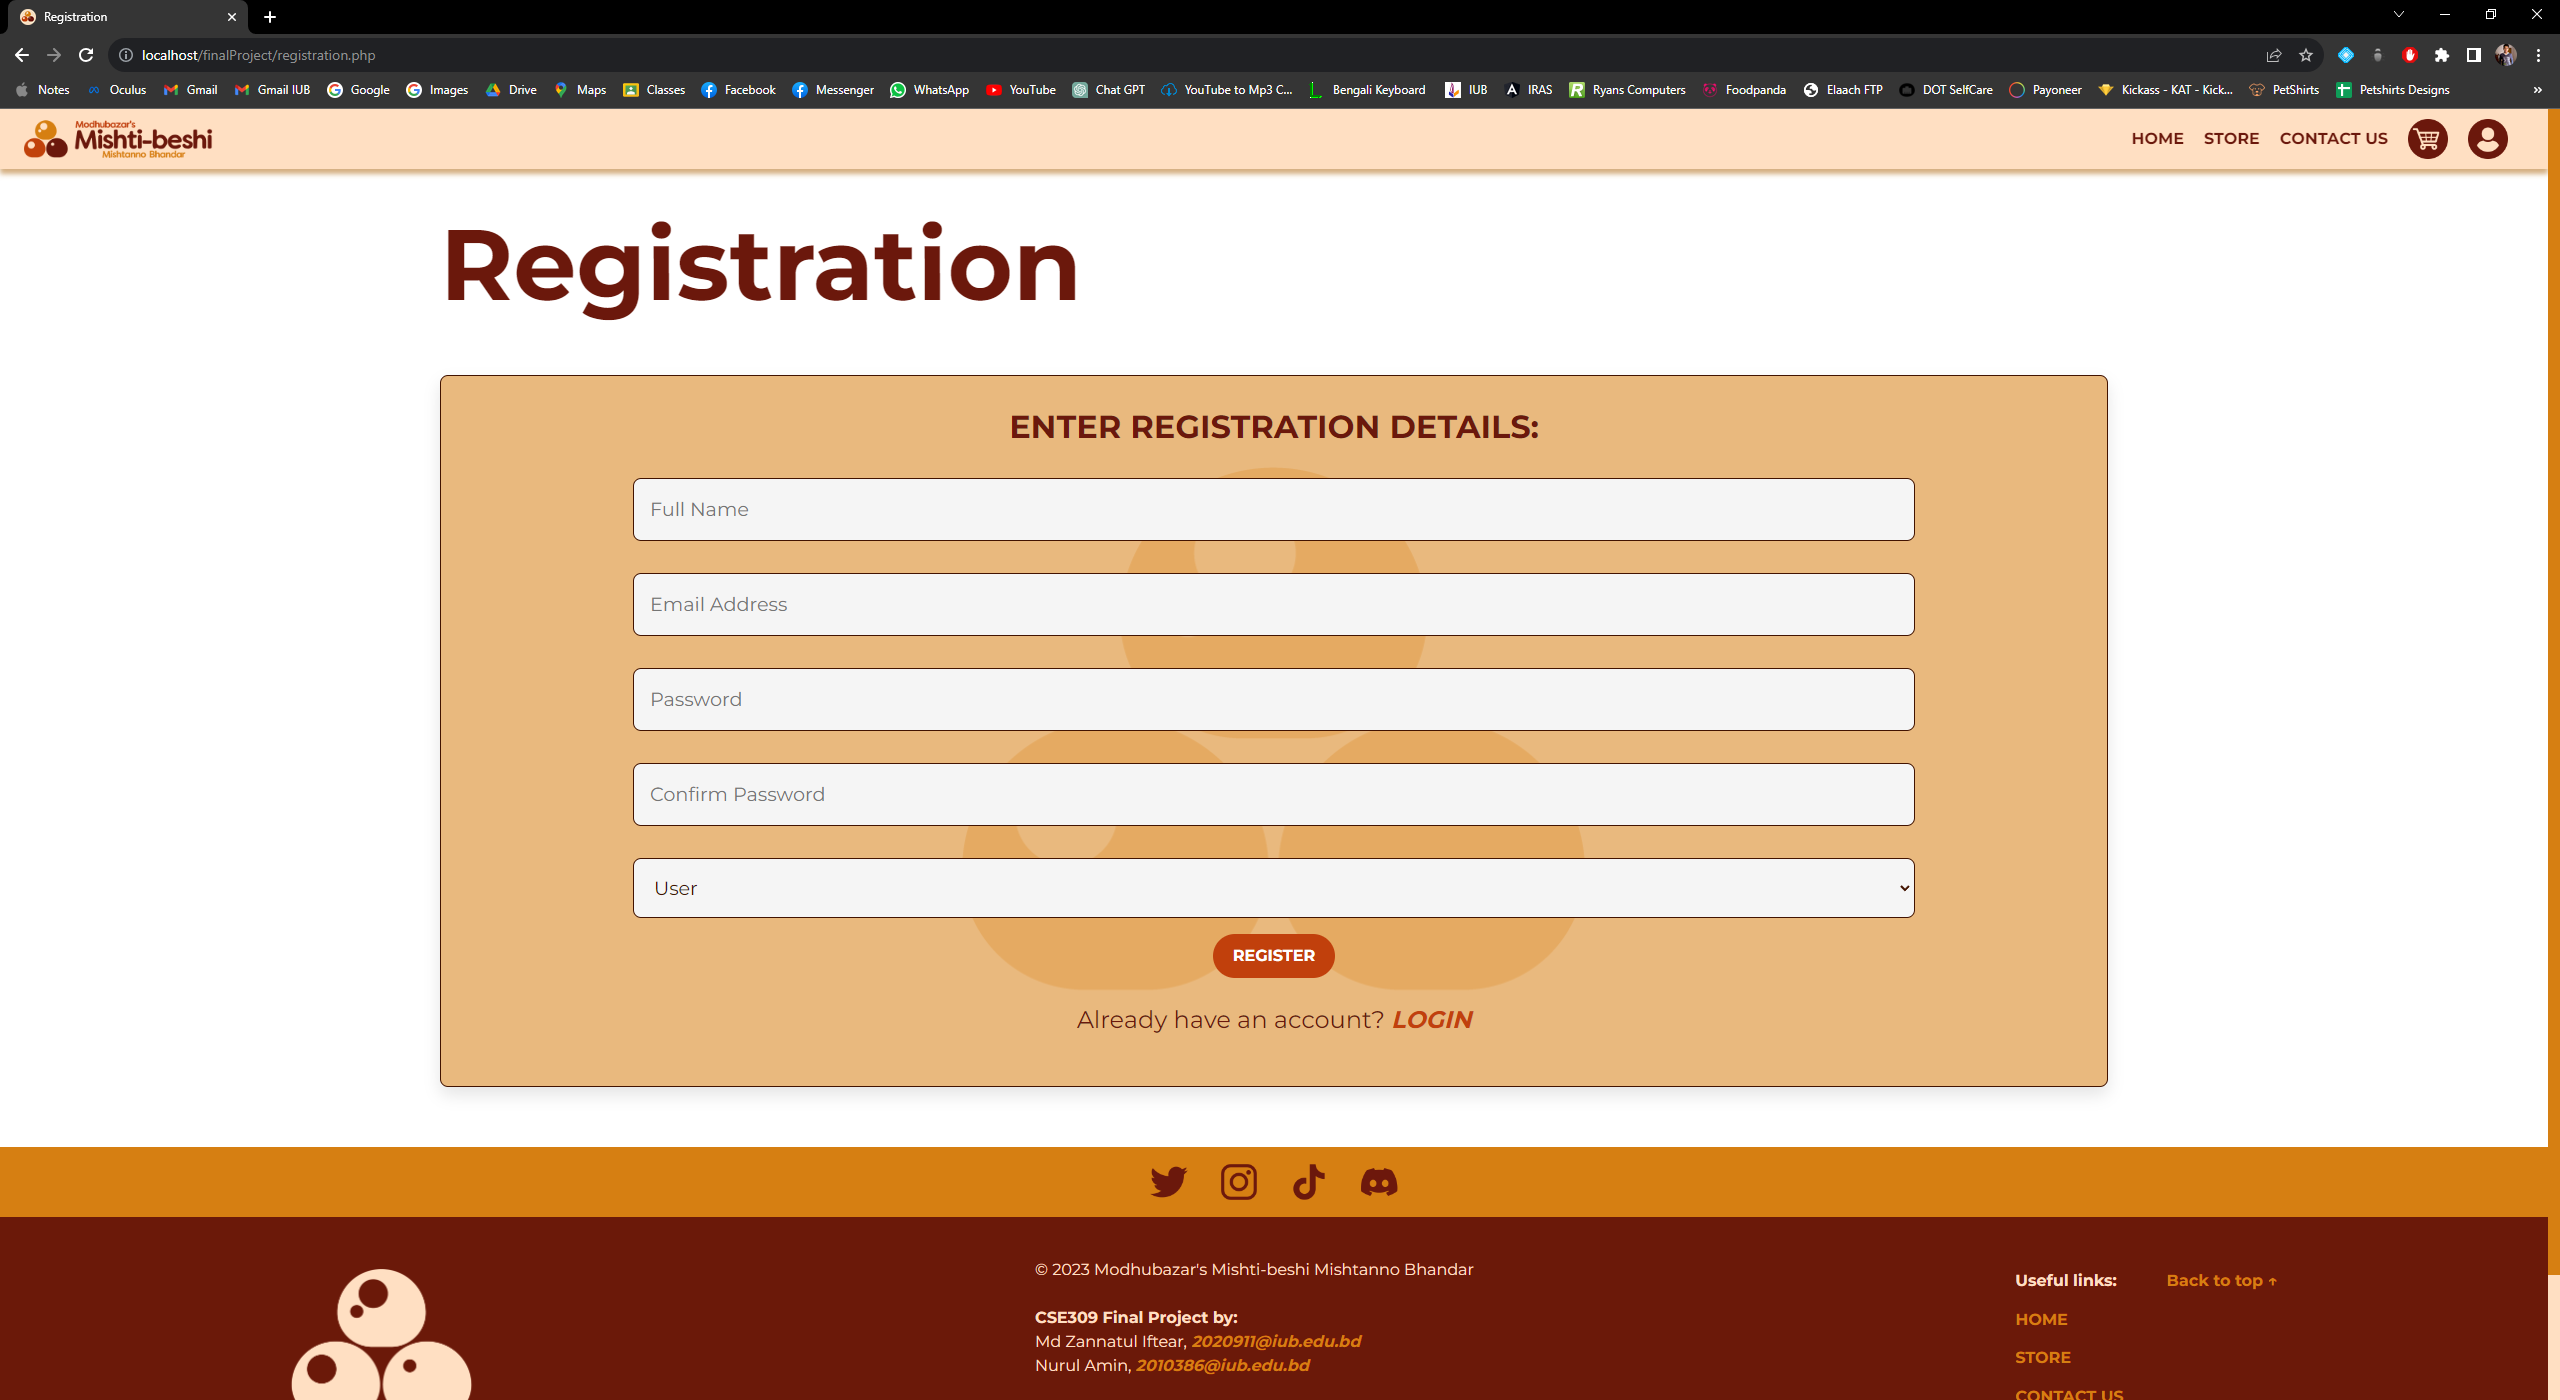 Registration
localhost/finalProject/registration.php
Notes Oculus Gmail Gmail IUB Google Images Drive Maps Classes Facebook Messenger WhatsApp YouTube Chat GPT YouTube to Mp3 C... Bengali Keyboard IUB IRAS Ryans Computers Foodpanda Elaach FTP DOT SelfCare Payoneer Kickass - KAT - Kick... PetShirts Petshirts Designs »
Modhubazar's
Mishti-beshi
Mishtanno Bhandar
HOME STORE CONTACT US
Registration
ENTER REGISTRATION DETAILS:
Full Name
Email Address
Password
Confirm Password
User
REGISTER
Already have an account? LOGIN
© 2023 Modhubazar's Mishti-beshi Mishtanno Bhandar
CSE309 Final Project by:
Md Zannatul Iftear, 2020911@iub.edu.bd
Nurul Amin, 2010386@iub.edu.bd
Useful links: Back to top ↑
HOME
STORE
CONTACT US